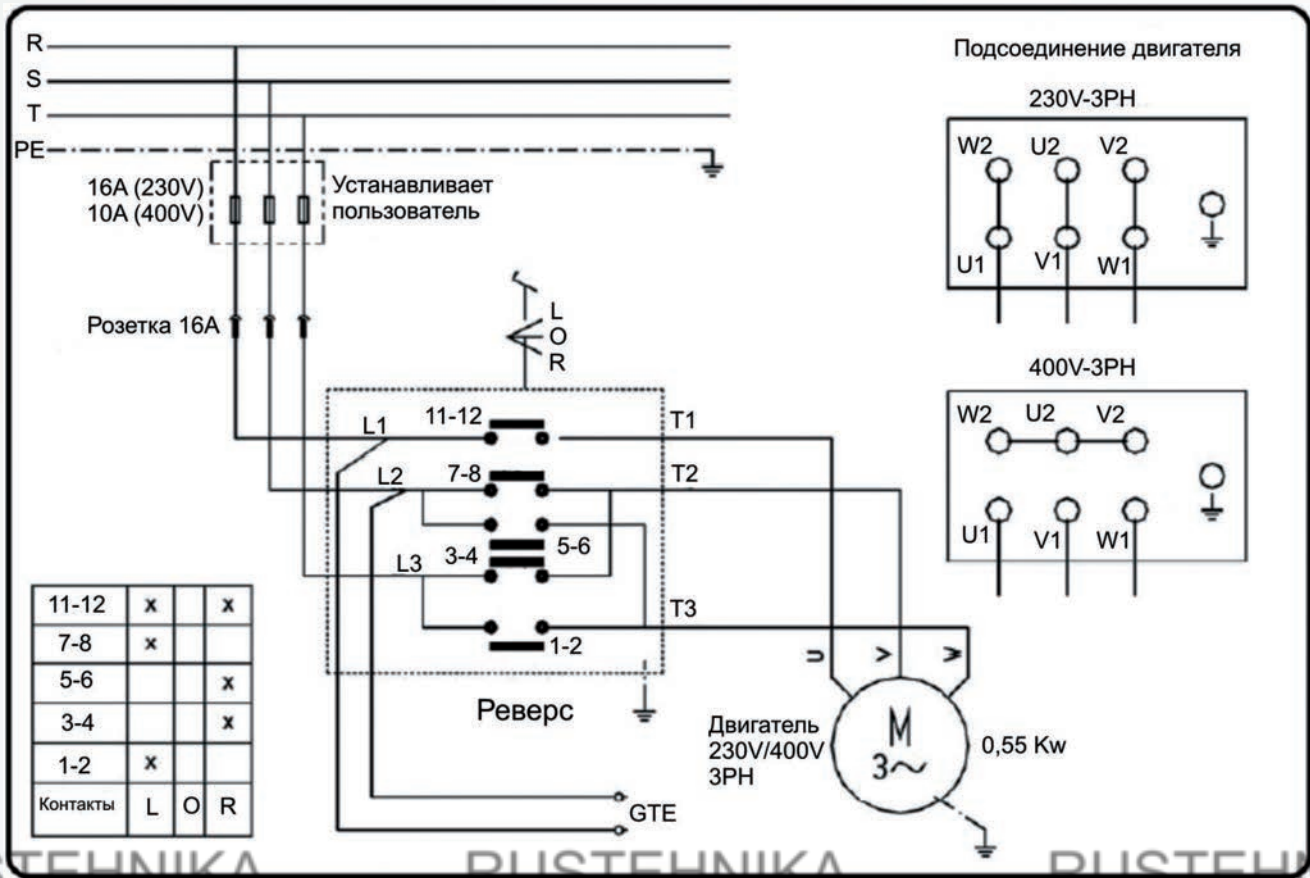 R
S
T
PE
16A (230V)
10A (400V)
Устанавливает
пользователь
Розетка 16А
L
O
R
L1
11-12
T1
L2
7-8
T2
L3
3-4
5-6
T3
1-2
Реверс
U
V
W
Двигатель
230V/400V
3PH
M
3~
0,55 Kw
GTE
11-12 x x
7-8 x
5-6 x
3-4 x
1-2 x
Контакты L O R
Подсоединение двигателя
230V-3PH
W2 U2 V2
U1 V1 W1
400V-3PH
W2 U2 V2
U1 V1 W1
STEHNIKA RUSTEHNIKA RUSTEHN